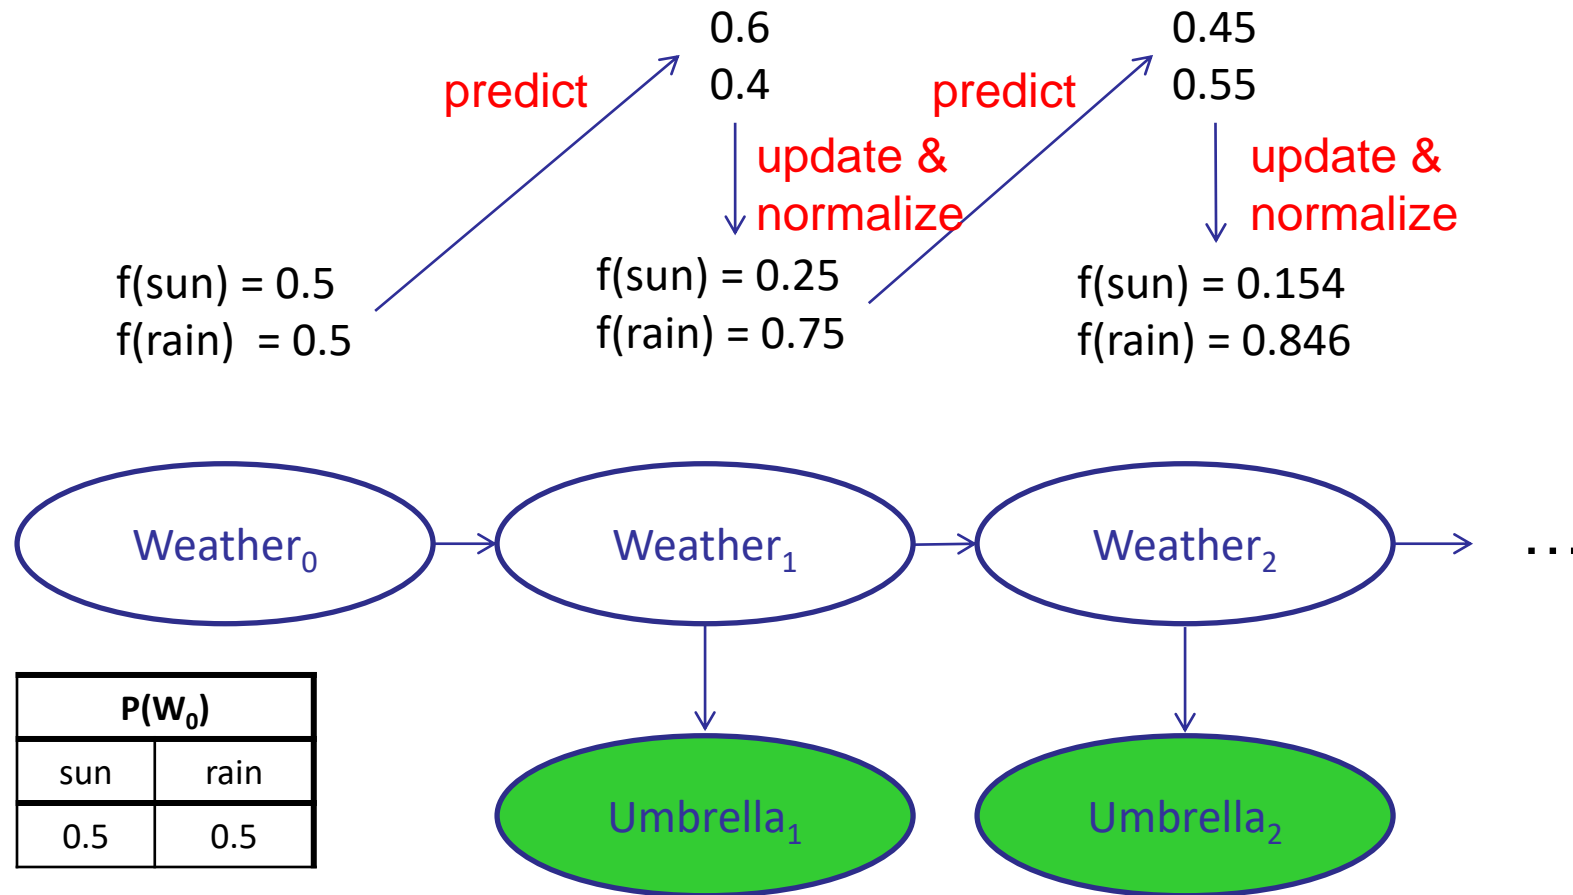 0.6
0.4
0.45
0.55
predict
predict
update &
normalize
update &
normalize
f(sun) = 0.5
f(rain) = 0.5
f(sun) = 0.25
f(rain) = 0.75
f(sun) = 0.154
f(rain) = 0.846
Weather₀
Weather₁
Weather₂
...
P(W₀)
sun rain
0.5 0.5
Umbrella₁
Umbrella₂